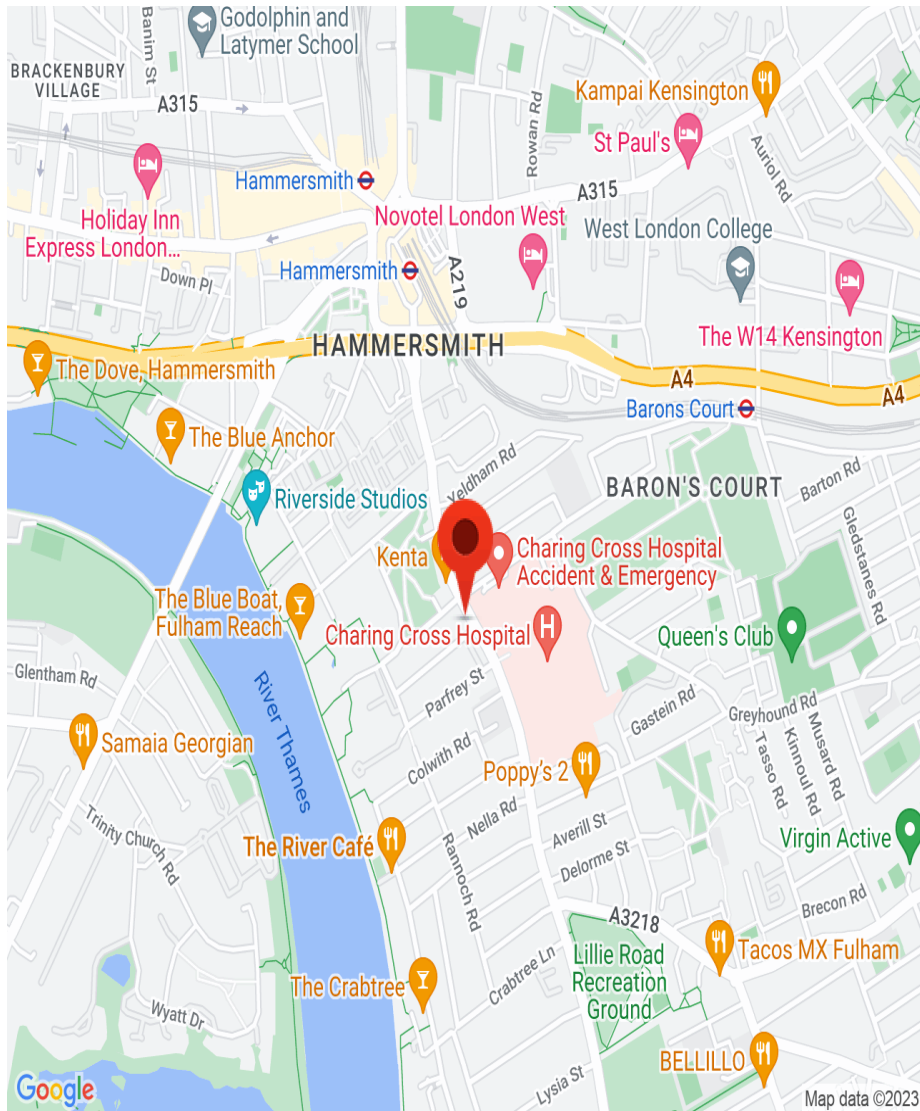 Godolphin and
Latymer School
Banim St
BRACKENBURY
VILLAGE
A315
Kampai Kensington
Rowan Rd
St Paul's
Auriol Rd
Hammersmith
A315
Holiday Inn
Express London...
Novotel London West
West London College
Down Pl
Hammersmith
A219
The W14 Kensington
HAMMERSMITH
The Dove, Hammersmith
A4
A4
Barons Court
The Blue Anchor
Yeldham Rd
Barton Rd
BARON'S COURT
Riverside Studios
Gledstanes Rd
Kenta
Charing Cross Hospital
Accident & Emergency
The Blue Boat,
Fulham Reach
Charing Cross Hospital
Queen's Club
Glentham Rd
River Thames
Parfrey St
Gastein Rd
Greyhound Rd
Musard Rd
Kinnoul Rd
Tasso Rd
Samaia Georgian
Colwith Rd
Poppy's 2
Nella Rd
Trinity Church Rd
The River Café
Rannoch Rd
Averill St
Delorme St
Virgin Active
Brecon Rd
A3218
Crabtree Ln
Lillie Road
Recreation
Ground
Tacos MX Fulham
The Crabtree
Wyatt Dr
Lysia St
BELLILLO
Google
Map data ©2023